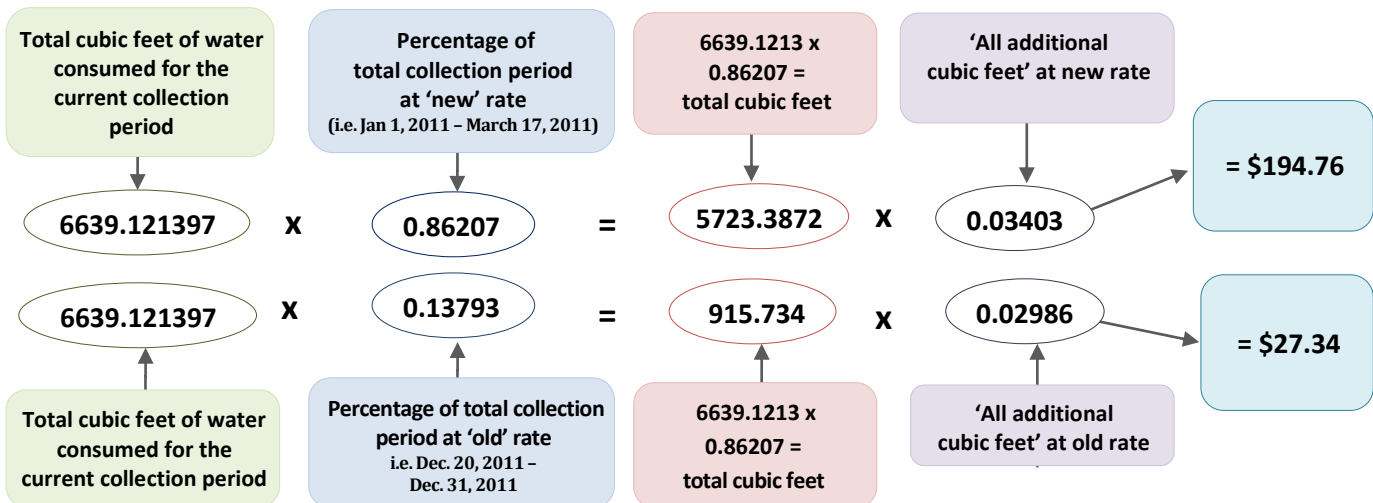 Total cubic feet of water
consumed for the
current collection
period
Percentage of
total collection period
at ‘new’ rate
(i.e. Jan 1, 2011 – March 17, 2011)
6639.1213 x
0.86207 =
total cubic feet
‘All additional
cubic feet’ at new rate
= $194.76
6639.121397 x 0.86207 = 5723.3872 x 0.03403
6639.121397 x 0.13793 = 915.734 x 0.02986
= $27.34
Total cubic feet of water
consumed for the
current collection period
Percentage of total collection
period at ‘old’ rate
i.e. Dec. 20, 2011 –
Dec. 31, 2011
6639.1213 x
0.86207 =
total cubic feet
‘All additional
cubic feet’ at old rate